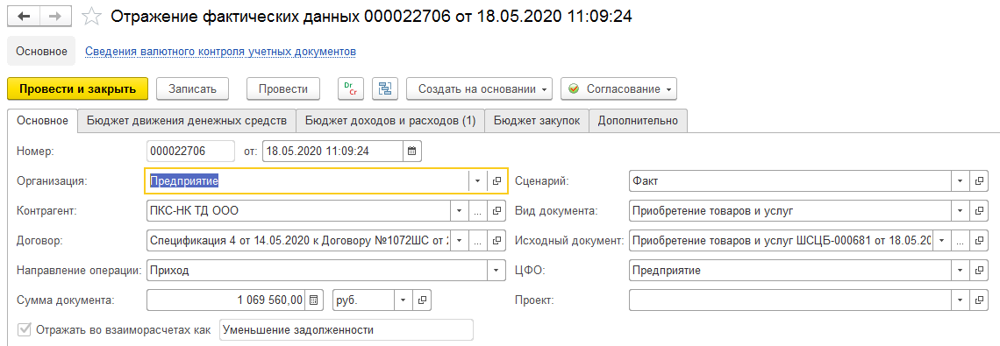 Отражение фактических данных 000022706 от 18.05.2020 11:09:24
Основное Сведения валютного контроля учетных документов
Провести и закрыть Записать Провести Dr Cr Создать на основании Согласование
Основное Бюджет движения денежных средств Бюджет доходов и расходов (1) Бюджет закупок Дополнительно
Номер: 000022706 от: 18.05.2020 11:09:24
Организация: Предприятие Сценарий: Факт
Контрагент: ПКС-НК ТД ООО ... Вид документа: Приобретение товаров и услуг
Договор: Спецификация 4 от 14.05.2020 к Договору №1072ШС от ... Исходный документ: Приобретение товаров и услуг ШСЦБ-000681 от 18.05.20 ...
Направление операции: Приход ЦФО: Предприятие
Сумма документа: 1 069 560,00 руб. Проект:
Отражать во взаиморасчетах как Уменьшение задолженности